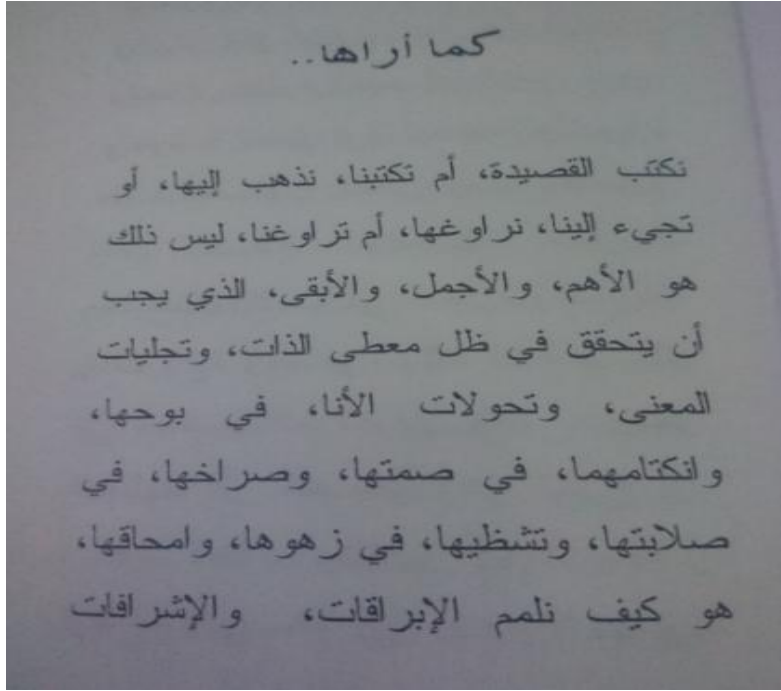 كما أراها..
نكتب القصيدة، أم تكتبنا، نذهب إليها، أو
تجيء إلينا، نراوغها، أم تراوغنا، ليس ذلك
هو الأهم، والأجمل، والأبقى، الذي يجب
أن يتحقق في ظل معطى الذات، وتجليات
المعنى، وتحولات الأنا، في بوحها،
وانكتامهما، في صمتها، وصراخها، في
صلابتها، وتشظيها، في زهوها، وامحاقها،
هو كيف نلمم الإبراقات، والإشراقات